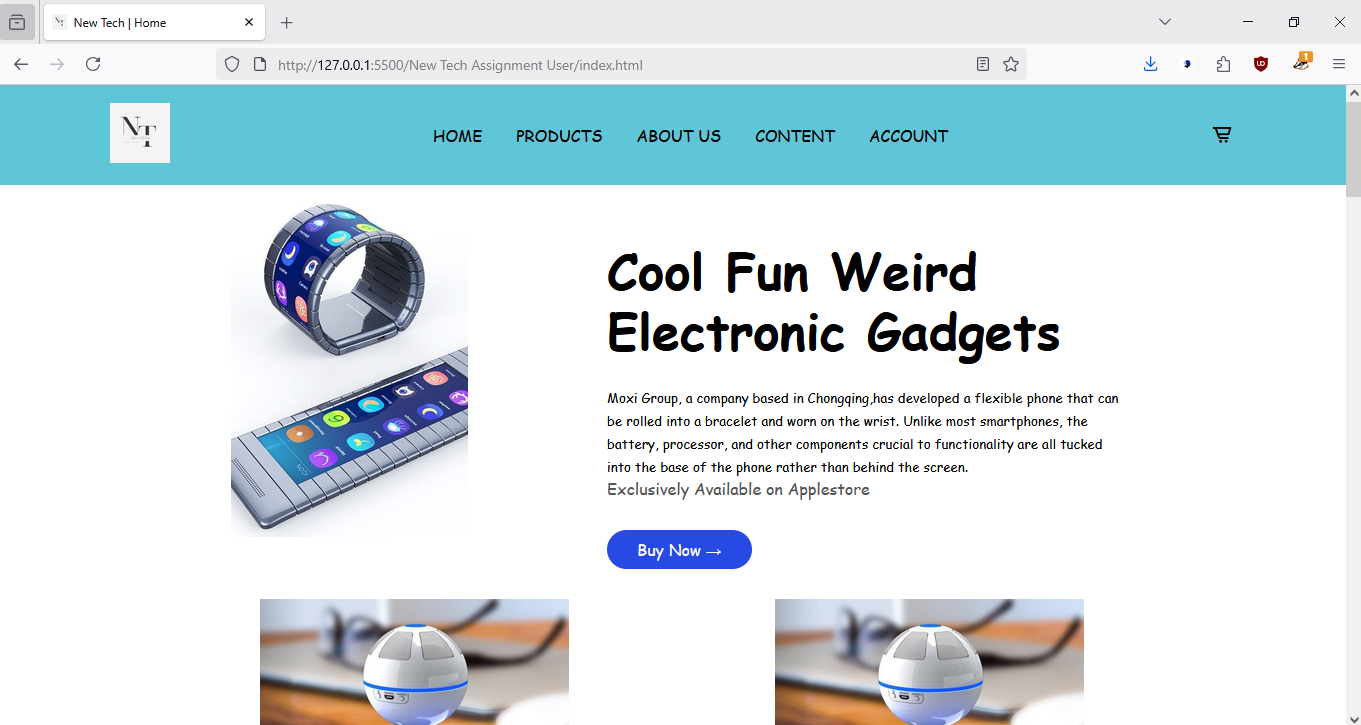 New Tech | Home
http://127.0.0.1:5500/New Tech Assignment User/index.html
1
NT
HOME PRODUCTS ABOUT US CONTENT ACCOUNT
Cool Fun Weird
Electronic Gadgets
Moxi Group, a company based in Chongqing,has developed a flexible phone that can
be rolled into a bracelet and worn on the wrist. Unlike most smartphones, the
battery, processor, and other components crucial to functionality are all tucked
into the base of the phone rather than behind the screen.
Exclusively Available on Applestore
Buy Now →